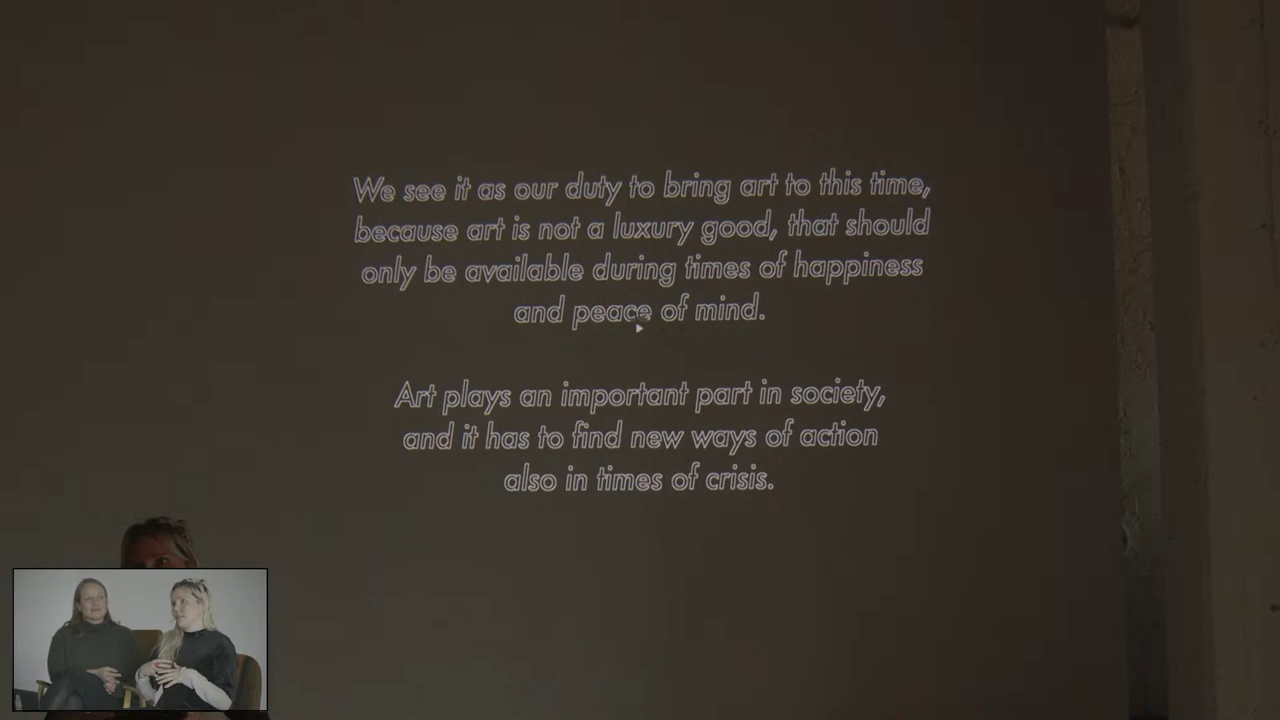 We see it as our duty to bring art to this time,
because art is not a luxury good, that should
only be available during times of happiness
and peace of mind.
Art plays an important part in society,
and it has to find new ways of action
also in times of crisis.